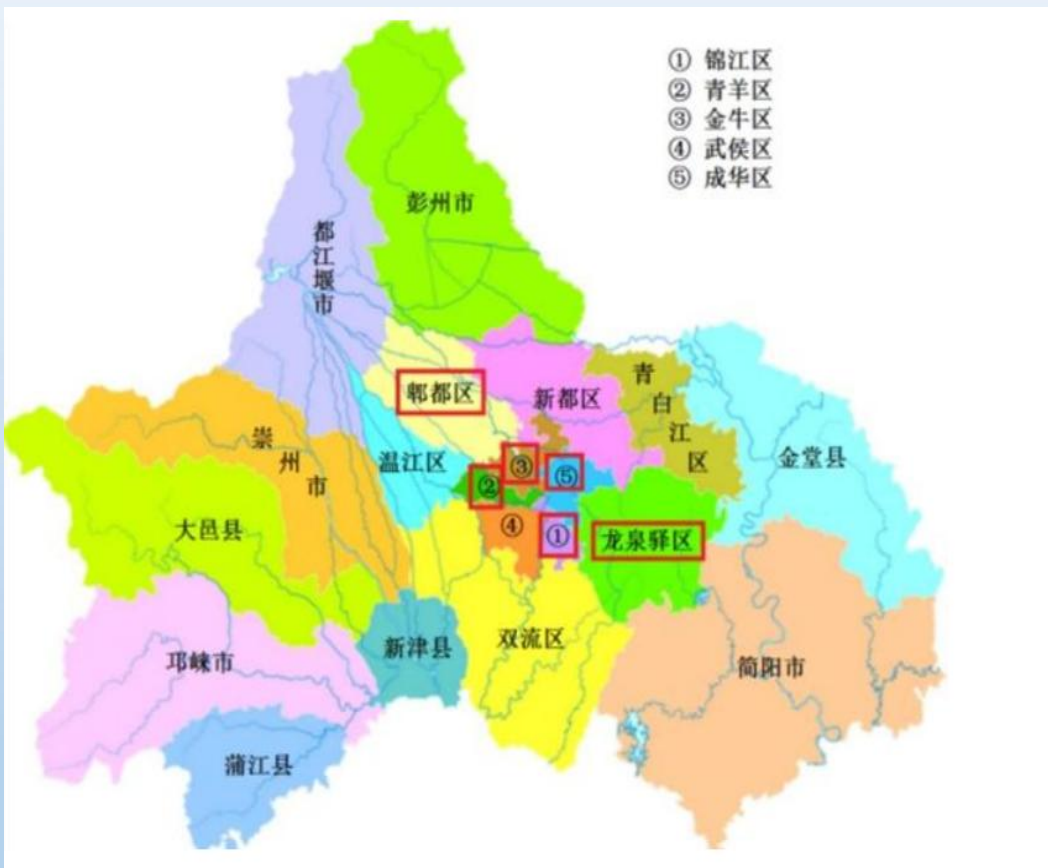 ① 锦江区
② 青羊区
③ 金牛区
④ 武侯区
⑤ 成华区
彭州市
都江堰市
郫都区
新都区
青白江区
崇州市
温江区
③
⑤
②
金堂县
大邑县
④
①
龙泉驿区
新津县
双流区
邛崃市
简阳市
蒲江县